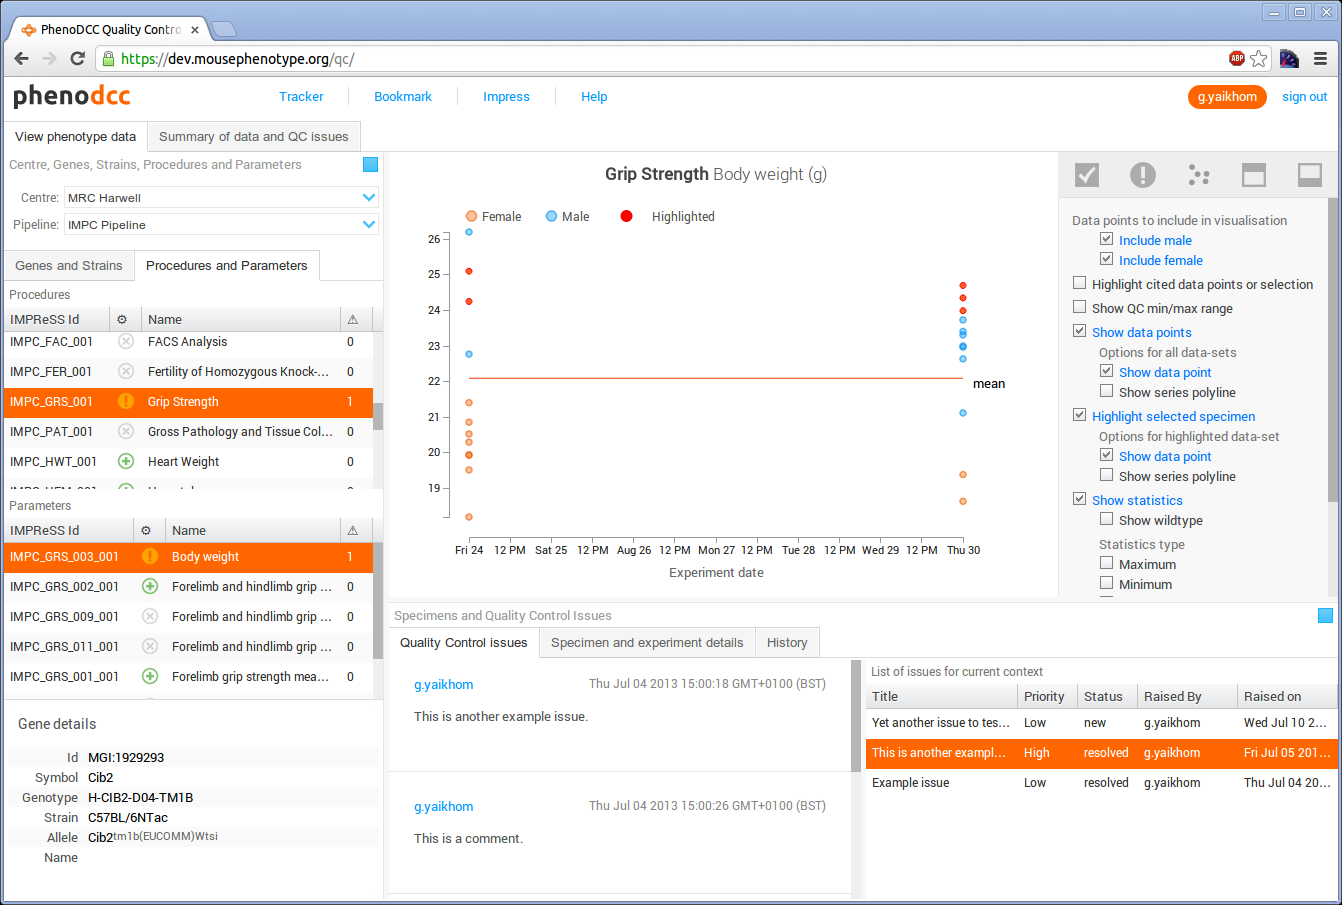 PhenoDCC Quality Contro
https://dev.mousephenotype.org/qc/
ABP
phenodcc
Tracker
Bookmark
Impress
Help
g.yaikhom
sign out
View phenotype data
Summary of data and QC issues
Centre, Genes, Strains, Procedures and Parameters
Centre: MRC Harwell
Pipeline: IMPC Pipeline
Genes and Strains
Procedures and Parameters
Procedures
IMPReSS Id Name
IMPC_FAC_001 FACS Analysis 0
IMPC_FER_001 Fertility of Homozygous Knock-... 0
IMPC_GRS_001 Grip Strength 1
IMPC_PAT_001 Gross Pathology and Tissue Col... 0
IMPC_HWT_001 Heart Weight 0
Parameters
IMPReSS Id Name
IMPC_GRS_003_001 Body weight 1
IMPC_GRS_002_001 Forelimb and hindlimb grip ... 0
IMPC_GRS_009_001 Forelimb and hindlimb grip ... 0
IMPC_GRS_011_001 Forelimb and hindlimb grip ... 0
IMPC_GRS_001_001 Forelimb grip strength mea... 0
Gene details
Id MGI:1929293
Symbol Cib2
Genotype H-CIB2-D04-TM1B
Strain C57BL/6NTac
Allele Cib2tm1b(EUCOMM)Wtsi
Name
Grip Strength Body weight (g)
Female Male Highlighted
26
25
24
23
22
21
20
19
mean
Fri 24 12 PM Sat 25 12 PM Aug 26 12 PM Mon 27 12 PM Tue 28 12 PM Wed 29 12 PM Thu 30
Experiment date
Data points to include in visualisation
Include male
Include female
Highlight cited data points or selection
Show QC min/max range
Show data points
Options for all data-sets
Show data point
Show series polyline
Highlight selected specimen
Options for highlighted data-set
Show data point
Show series polyline
Show statistics
Show wildtype
Statistics type
Maximum
Minimum
Specimens and Quality Control Issues
Quality Control issues
Specimen and experiment details
History
g.yaikhom Thu Jul 04 2013 15:00:18 GMT+0100 (BST)
This is another example issue.
g.yaikhom Thu Jul 04 2013 15:00:26 GMT+0100 (BST)
This is a comment.
List of issues for current context
Title Priority Status Raised By Raised on
Yet another issue to tes... Low new g.yaikhom Wed Jul 10 2...
This is another exampl... High resolved g.yaikhom Fri Jul 05 201...
Example issue Low resolved g.yaikhom Thu Jul 04 20...